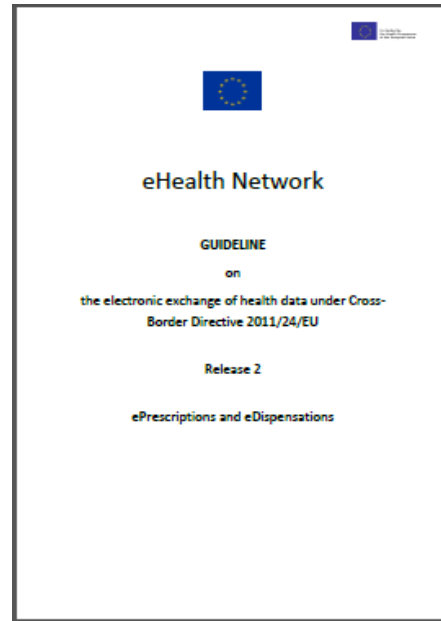 eHealth Network
GUIDELINE
on
the electronic exchange of health data under Cross-
Border Directive 2011/24/EU
Release 2
ePrescriptions and eDispensations